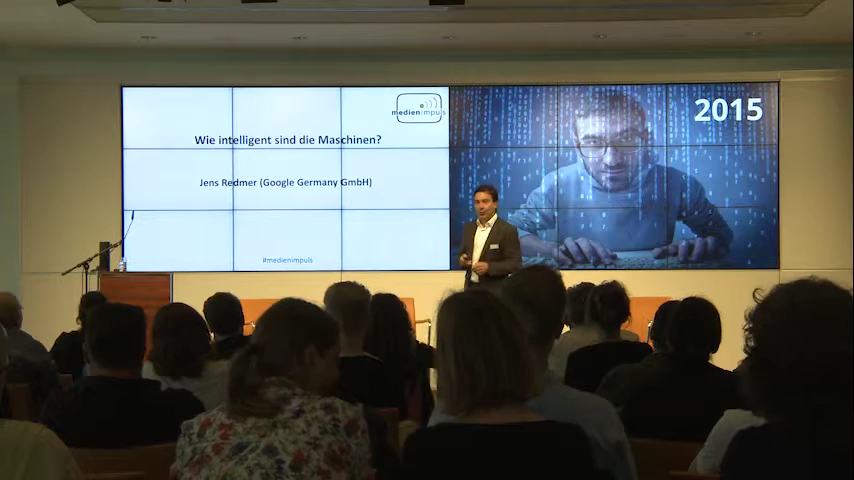 medienimpuls
2015
Wie intelligent sind die Maschinen?
Jens Redmer (Google Germany GmbH)
#medienimpuls